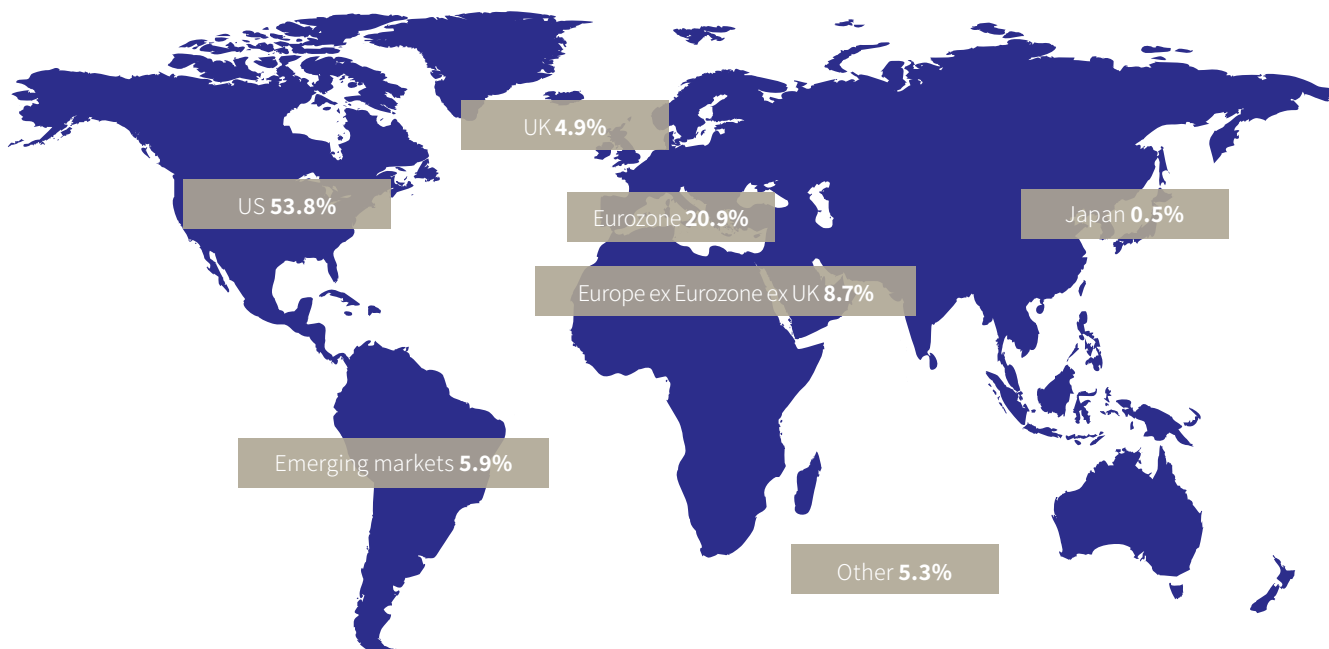 UK 4.9%
US 53.8%
Eurozone 20.9%
Japan 0.5%
Europe ex Eurozone ex UK 8.7%
Emerging markets 5.9%
Other 5.3%